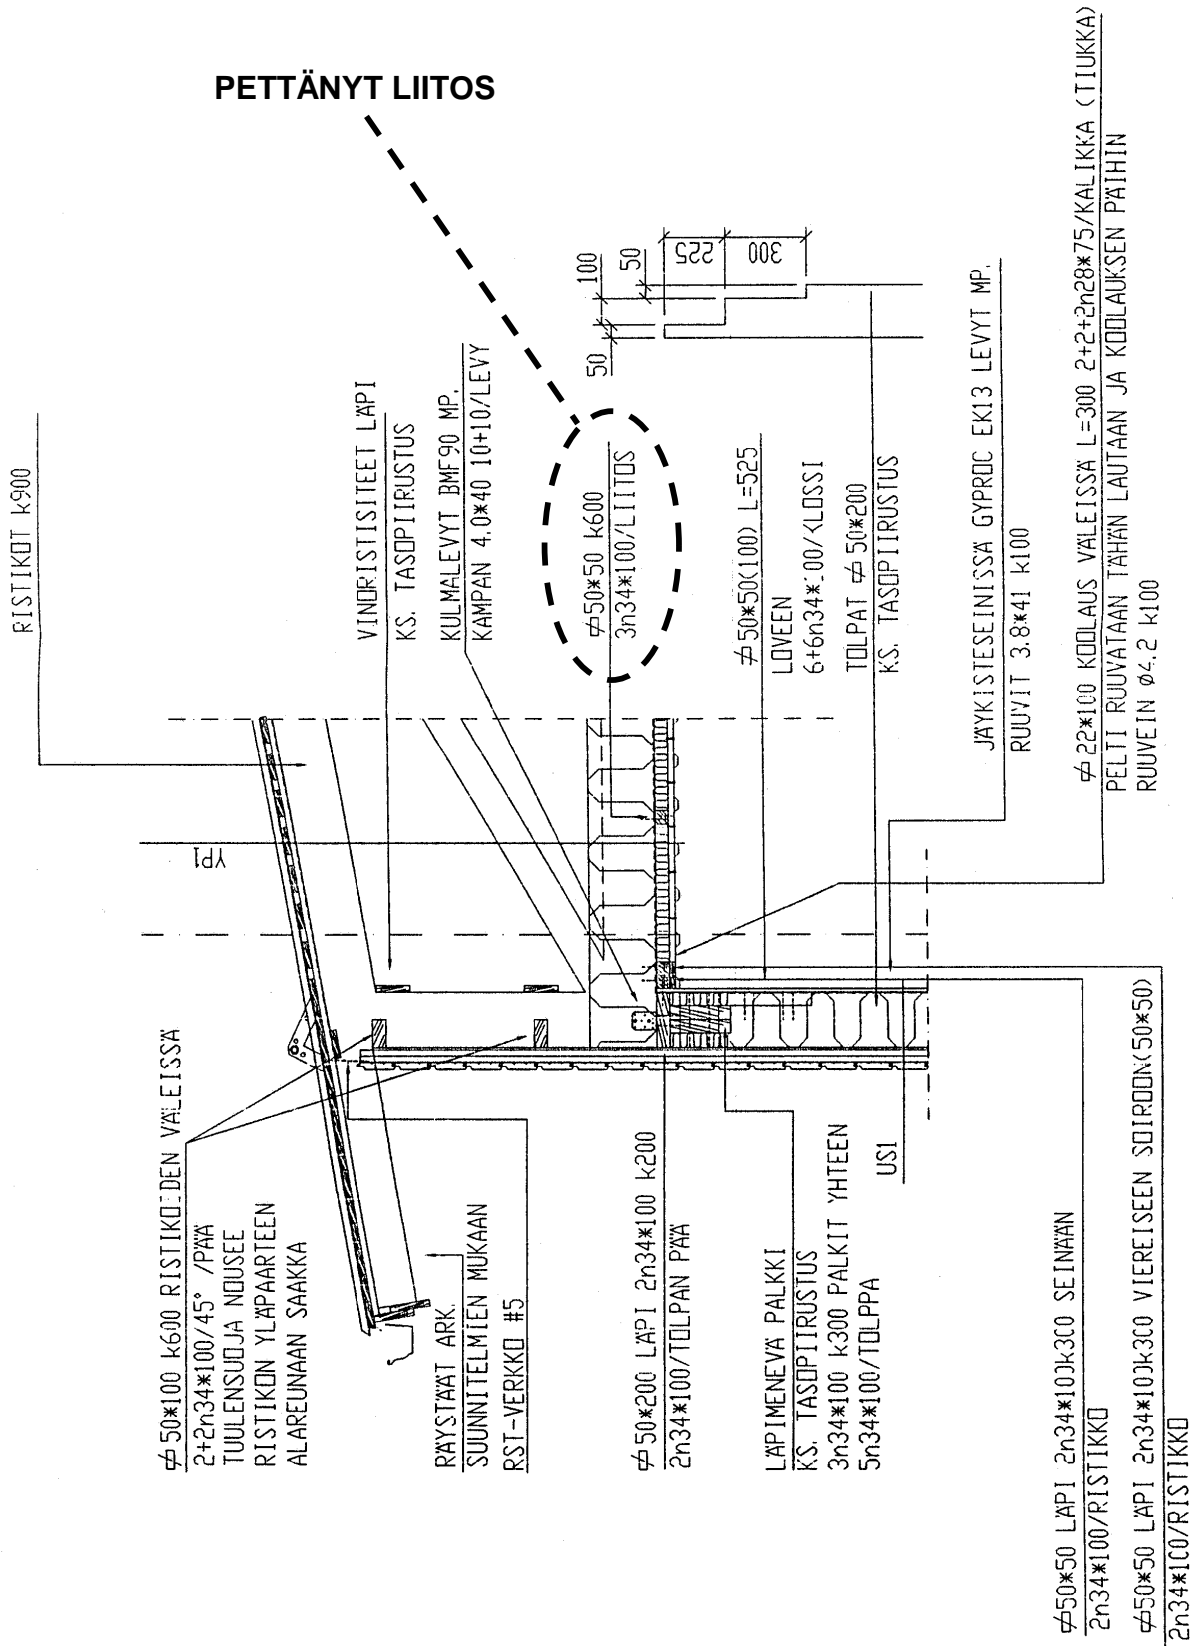 PETTÄNYT LIITOS
RISTIKOT k900
VINORISTISITEET LÄPI
KS. TASOPIIRUSTUS
KULMALEVYT BMF90 MP.
KAMPAN 4.0*40 10+10/LEVY
50*50 k600
3n34*100/LIITOS
50
100
50
225
300
50*50(100) L=525
LOVEEN
6+6n34*100/KLOSSI
TOLPAT 50*200
KS. TASOPIIRUSTUS
JÄYKISTESEINISSÄ GYPROC EK13 LEVYT MP.
RUUVIT 3.8*41 k100
22*100 KOOLAUS VÄLEISSÄ L=300 2+2+2n28*75/KALIKKA (TIUKKA)
PELTI RUUVATAAN TÄHÄN LAUTAAN JA KOOLAUKSEN PÄIHIN
RUUVEIN ø4.2 k100
YP1
50*100 k600 RISTIKOIDEN VÄLEISSÄ
2+2n34*100/45° /PÄÄ
TUULENSUOJA NOUSEE
RISTIKON YLÄPAARTEEN
ALAREUNAAN SAAKKA
RÄYSTÄÄT ARK.
SUUNNITELMIEN MUKAAN
RST-VERKKO #5
50*200 LÄPI 2n34*100 k200
2n34*100/TOLPAN PÄÄ
LÄPIMENEVÄ PALKKI
KS. TASOPIIRUSTUS
3n34*100 k300 PALKIT YHTEEN
5n34*100/TOLPPA
US1
50*50 LÄPI 2n34*100k300 SEINÄÄN
2n34*100/RISTIKKO
50*50 LÄPI 2n34*100k300 VIEREISEEN SOIROON(50*50)
2n34*100/RISTIKKO